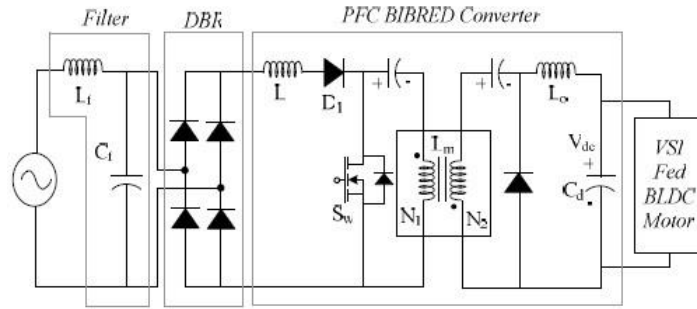 Filter
DBR
PFC BIBRED Converter
Lf
Cf
L
D1
+ -
Sw
Lm
N1
N2
+ -
Lo
Vdc
+
Cd
-
VSI
Fed
BLDC
Motor